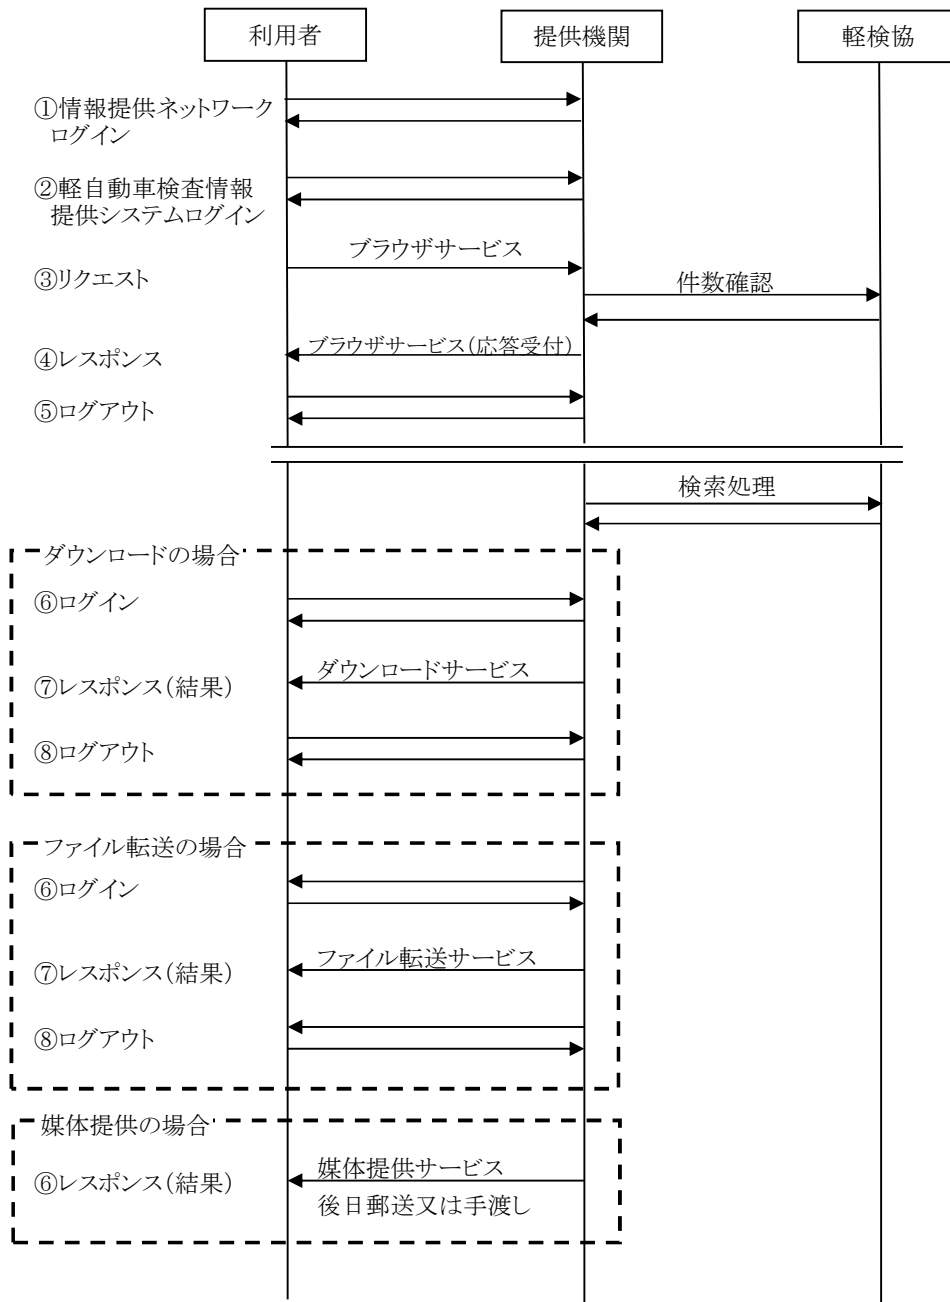 利用者
提供機関
軽検協
①情報提供ネットワーク
ログイン
②軽自動車検査情報
提供システムログイン
ブラウザサービス
③リクエスト
件数確認
ブラウザサービス(応答受付)
④レスポンス
⑤ログアウト
検索処理
ダウンロードの場合
⑥ログイン
ダウンロードサービス
⑦レスポンス(結果)
⑧ログアウト
ファイル転送の場合
⑥ログイン
ファイル転送サービス
⑦レスポンス(結果)
⑧ログアウト
媒体提供の場合
媒体提供サービス
⑥レスポンス(結果)
後日郵送又は手渡し